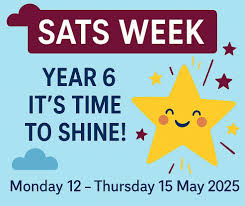 SATS WEEK
YEAR 6
IT'S TIME
TO SHINE!
Monday 12 – Thursday 15 May 2025